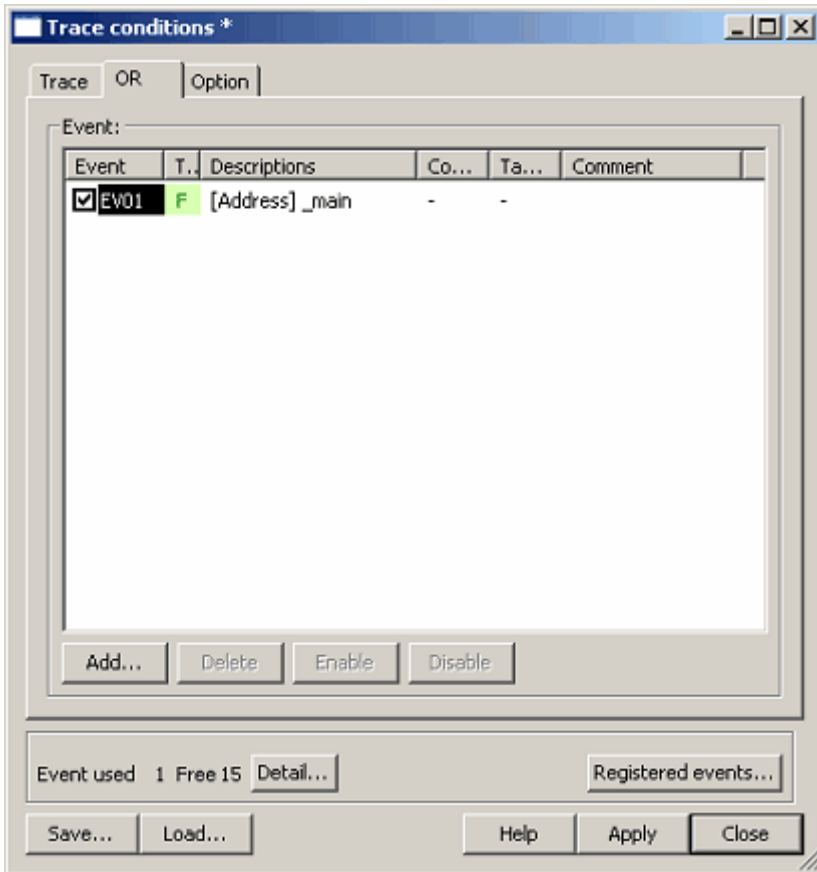 Trace conditions *
Trace OR Option
Event:
Event T.. Descriptions Co... Ta... Comment
EV01 F [Address] _main - -
Add... Delete Enable Disable
Event used 1 Free 15 Detail... Registered events...
Save... Load... Help Apply Close